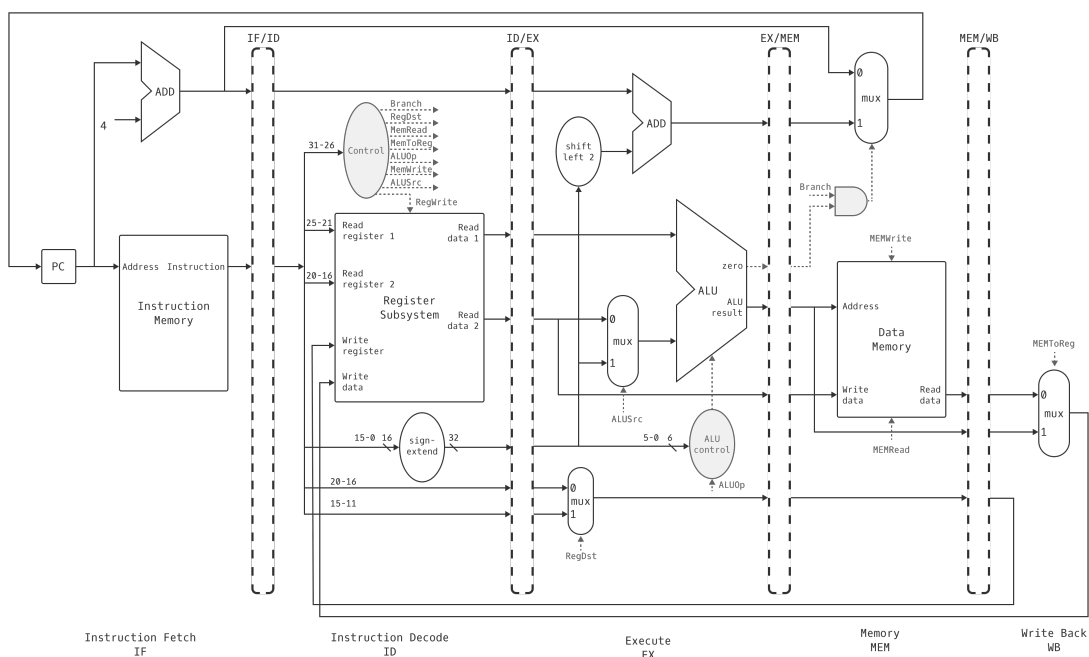 IF/ID
ID/EX
EX/MEM
MEM/WB
ADD
4
PC
Address Instruction
Instruction
Memory
31-26
Control
Branch
RegDst
MemRead
MemToReg
ALUOp
MemWrite
ALUSrc
RegWrite
25-21
Read
register 1
20-16
Read
register 2
Write
register
Write
data
Register
Subsystem
Read
data 1
Read
data 2
15-0 16
sign-
extend
32
20-16
15-11
shift
left 2
ADD
0
mux
1
ALUSrc
zero
ALU
ALU
result
5-0 6
ALU
control
ALUOp
0
mux
1
RegDst
0
mux
1
Branch
MEMWrite
Address
Data
Memory
Write
data
Read
data
MEMRead
MEMToReg
0
mux
1
Instruction Fetch
IF
Instruction Decode
ID
Execute
EX
Memory
MEM
Write Back
WB